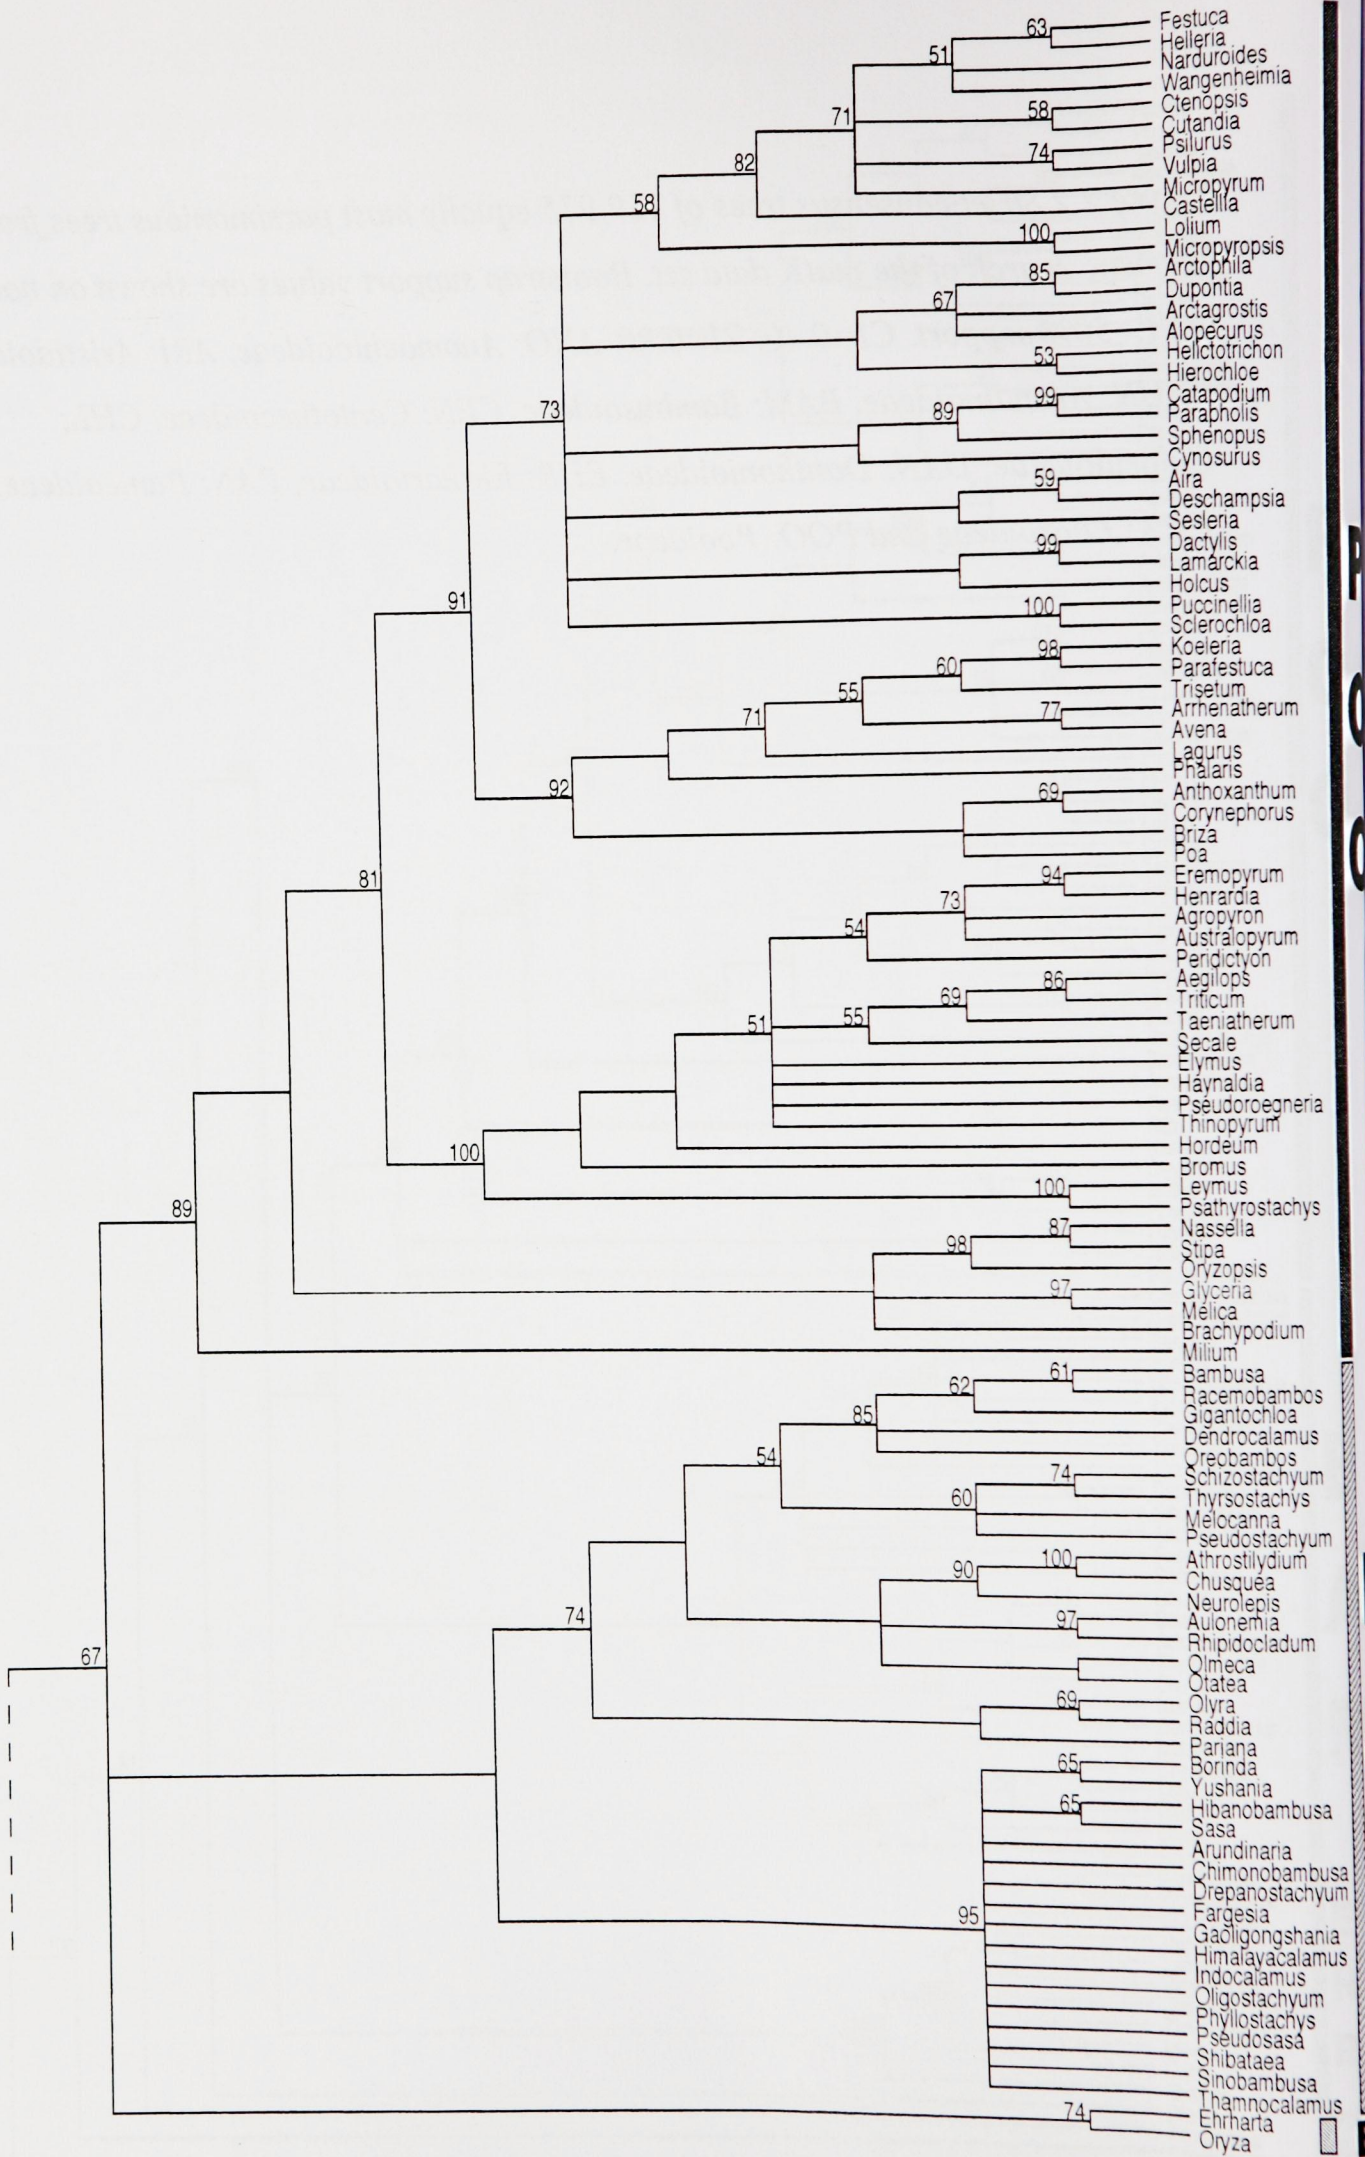 Festuca
63
Helleria
51
Narduroides
Wangenheimia
Ctenopsis
58
71
Cutandia
Psilurus
74
82
Vulpia
Micropyrum
58
Castellia
Lolium
100
Micropyropsis
Arctophila
85
Dupontia
67
Arctagrostis
Alopecurus
Helictotrichon
53
Hierochloe
Catapodium
99
73
89
Parapholis
Sphenopus
Cynosurus
Aira
59
Deschampsia
Sesleria
Dactylis
99
Lamarckia
Holcus
91
100
Puccinellia
Sclerochloa
Koeleria
98
60
Parafestuca
55
Trisetum
71
77
Arrhenatherum
Avena
Lagurus
Phalaris
92
69
Anthoxanthum
Corynephorus
Briza
Poa
81
94
Eremopyrum
73
Henrardia
54
Agropyron
Australopyrum
Peridictyon
86
Aegilops
69
Triticum
51
55
Taeniatherum
Secale
Elymus
Haynaldia
Pseudoroegneria
Thinopyrum
100
Hordeum
Bromus
100
Leymus
89
Psathyrostachys
87
Nassella
98
Stipa
Oryzopsis
97
Glyceria
Melica
Brachypodium
Milium
61
Bambusa
62
Racemobambos
85
Gigantochloa
Dendrocalamus
54
Oreobambos
74
Schizostachyum
60
Thyrsostachys
Melocanna
Pseudostachyum
100
Athrostilydium
90
Chusquea
Neurolepis
74
97
Aulonemia
Rhipidocladum
67
Olmeca
Otatea
69
Olyra
Raddia
Pariana
65
Borinda
Yushania
65
Hibanobambusa
Sasa
Arundinaria
Chimonobambusa
Drepanostachyum
95
Fargesia
Gaoligongshania
Himalayacalamus
Indocalamus
Oligostachyum
Phyllostachys
Pseudosasa
Shibataea
Sinobambusa
Thamnocalamus
74
Ehrharta
Oryza
P
O
O